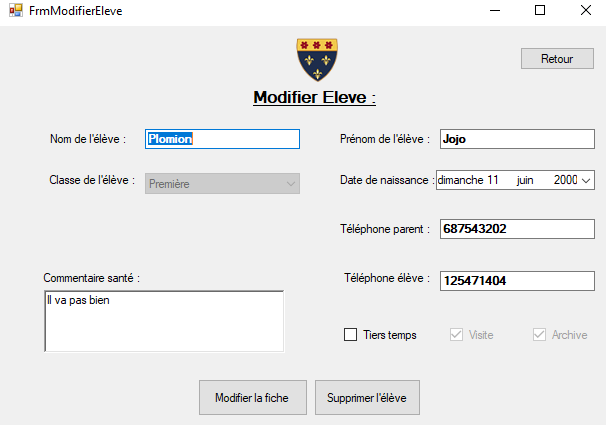 FrmModifierEleve
Retour
Modifier Eleve :
Nom de l'élève : Plomion Prénom de l'élève : Jojo
Classe de l'élève : Première Date de naissance : dimanche 11 juin 2000
Téléphone parent : 687543202
Commentaire santé : Téléphone élève : 125471404
Il va pas bien
Tiers temps Visite Archive
Modifier la fiche Supprimer l'élève